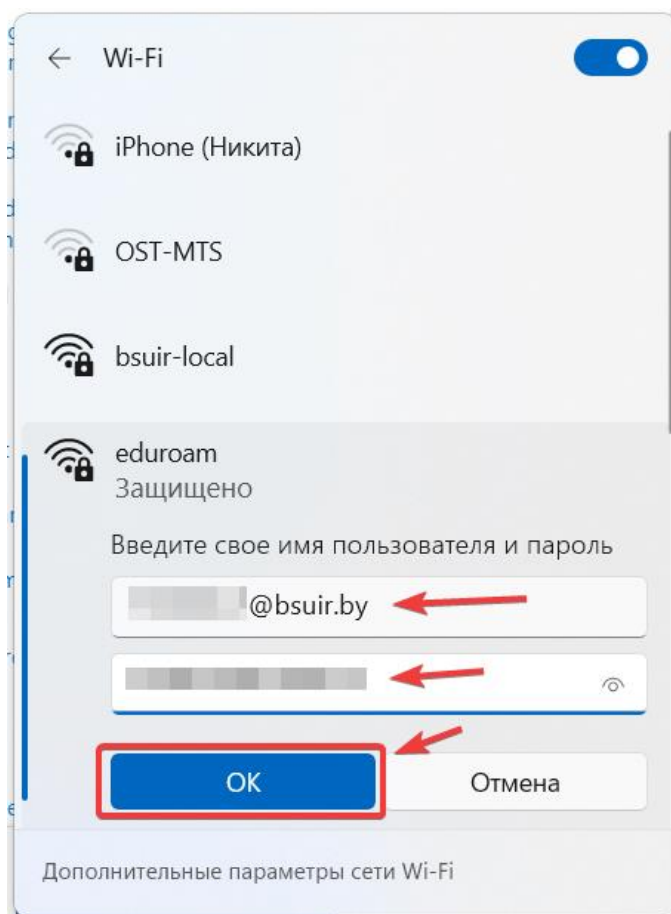 Wi-Fi
iPhone (Никита)
OST-MTS
bsuir-local
eduroam
Защищено
Введите свое имя пользователя и пароль
@bsuir.by
OK
Отмена
Дополнительные параметры сети Wi-Fi